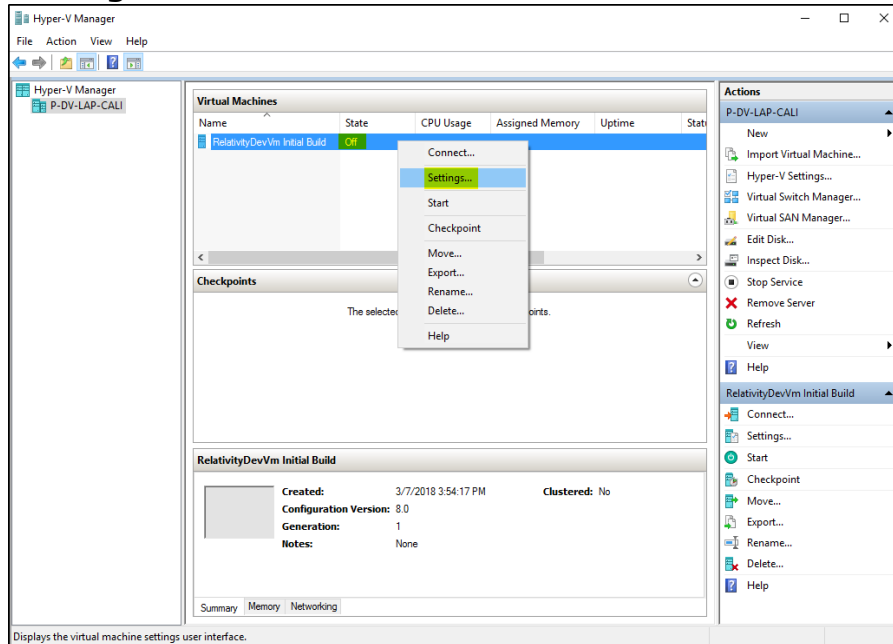 Hyper-V Manager
File Action View Help
Hyper-V Manager
P-DV-LAP-CALI
Virtual Machines
Name State CPU Usage Assigned Memory Uptime
RelativityDevVm Initial Build Off
Connect...
Settings...
Start
Checkpoint
Move...
Export...
Rename...
Delete...
Help
Checkpoints
The selected
Summary Memory Networking
RelativityDevVm Initial Build
Created: 3/7/2018 3:54:17 PM Clustered: No
Configuration Version: 8.0
Generation: 1
Notes: None
Actions
P-DV-LAP-CALI
New
Import Virtual Machine...
Hyper-V Settings...
Virtual Switch Manager...
Virtual SAN Manager...
Edit Disk...
Inspect Disk...
Stop Service
Remove Server
Refresh
View
Help
RelativityDevVm Initial Build
Connect...
Settings...
Start
Checkpoint
Move...
Export...
Rename...
Delete...
Help
Displays the virtual machine settings user interface.